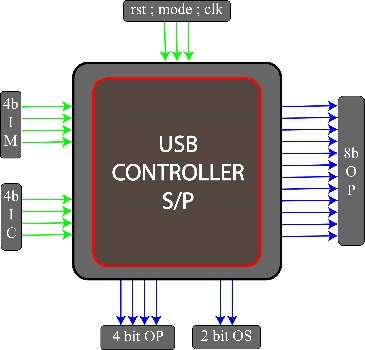 rst ; mode ; clk
4b
I
M
USB
CONTROLLER
S/P
8b
O
P
4b
I
C
4 bit OP
2 bit OS